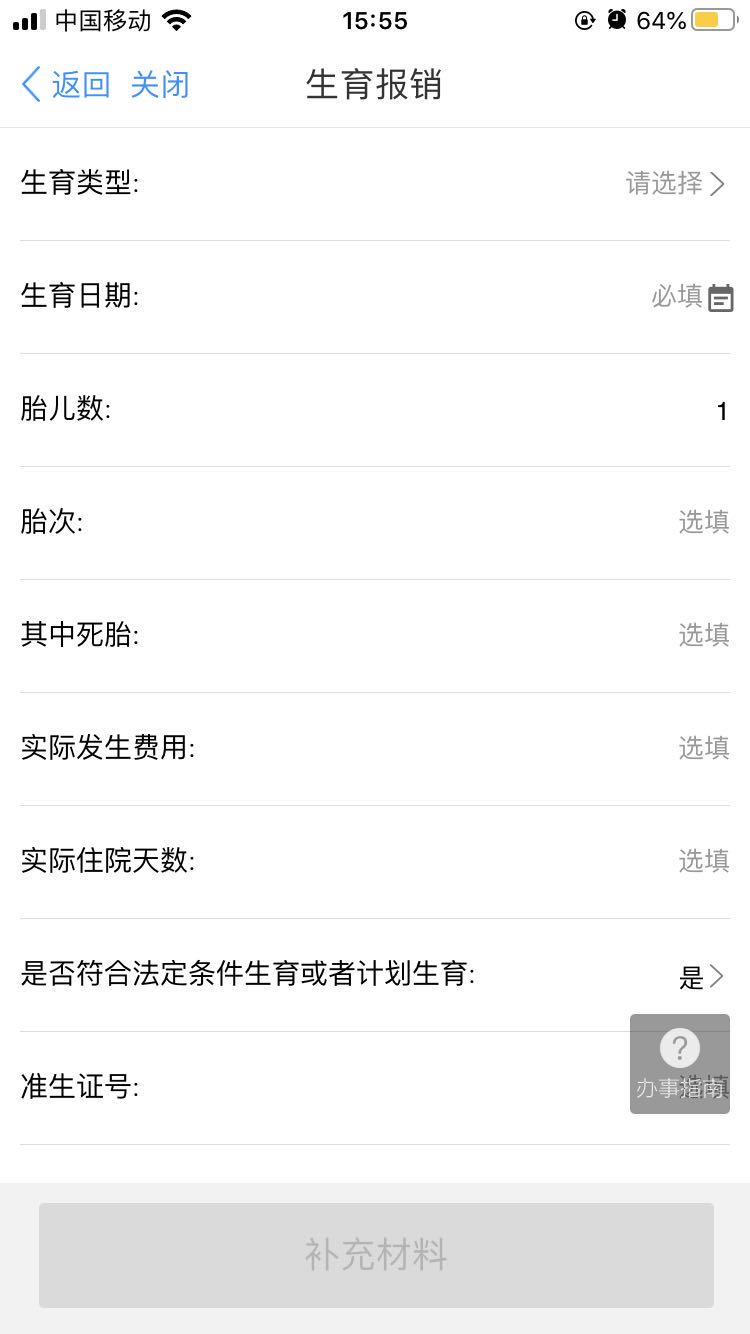 中国移动 15:55 64%
返回 关闭 生育报销
生育类型: 请选择
生育日期: 必填
胎儿数: 1
胎次: 选填
其中死胎: 选填
实际发生费用: 选填
实际住院天数: 选填
是否符合法定条件生育或者计划生育: 是
准生证号: 选填
?
办事指南
补充材料